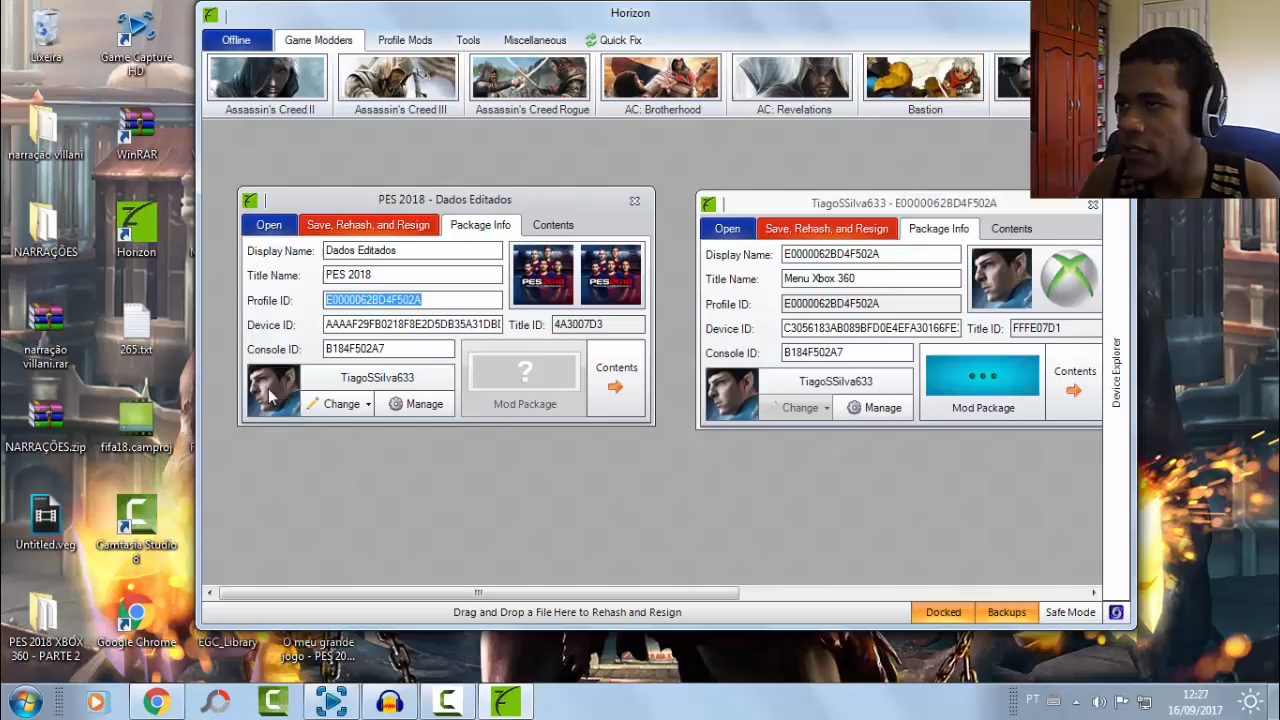 Horizon
Lixeira
Game Capture
HD
narração villani
WinRAR
NARRAÇÕES
Horizon
narração
villani.rar
265.txt
NARRAÇÕES.zip
fifa18.camproj
Untitled.veg
Camtasia Studio
8
PES 2018 XBOX
360 - PARTE 2
Google Chrome
EGC_Library
O meu grande
jogo - PES 20...
Offline
Game Modders
Profile Mods
Tools
Miscellaneous
Quick Fix
Assassin's Creed II
Assassin's Creed III
Assassin's Creed Rogue
AC: Brotherhood
AC: Revelations
Bastion
PES 2018 - Dados Editados
Open
Save, Rehash, and Resign
Package Info
Contents
Display Name:
Dados Editados
Title Name:
PES 2018
Profile ID:
E0000062BD4F502A
Device ID:
AAAAF29FB0218F8E2D5DB35A31DBI
Title ID:
4A3007D3
Console ID:
B184F502A7
PES2018
PES2018
TiagoSSilva633
Change
Manage
?
Mod Package
Contents
TiagoSSilva633 - E0000062BD4F502A
Open
Save, Rehash, and Resign
Package Info
Contents
Display Name:
E0000062BD4F502A
Title Name:
Menu Xbox 360
Profile ID:
E0000062BD4F502A
Device ID:
C3056183AB089BFD0E4EFA30166FE:
Title ID:
FFFE07D1
Console ID:
B184F502A7
TiagoSSilva633
Change
Manage
Mod Package
Contents
Device Explorer
Drag and Drop a File Here to Rehash and Resign
Docked
Backups
Safe Mode
PT
12:27
16/09/2017